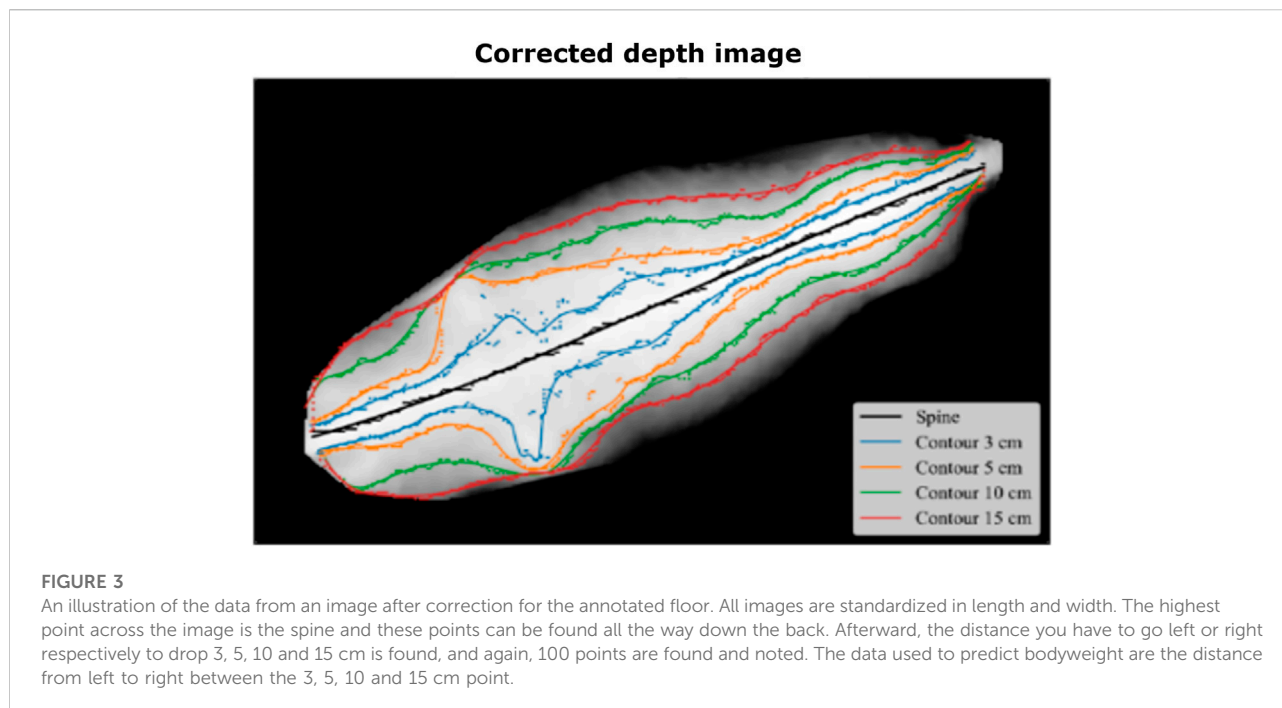 Corrected depth image
Spine
Contour 3 cm
Contour 5 cm
Contour 10 cm
Contour 15 cm
FIGURE 3
An illustration of the data from an image after correction for the annotated floor. All images are standardized in length and width. The highest
point across the image is the spine and these points can be found all the way down the back. Afterward, the distance you have to go left or right
respectively to drop 3, 5, 10 and 15 cm is found, and again, 100 points are found and noted. The data used to predict bodyweight are the distance
from left to right between the 3, 5, 10 and 15 cm point.